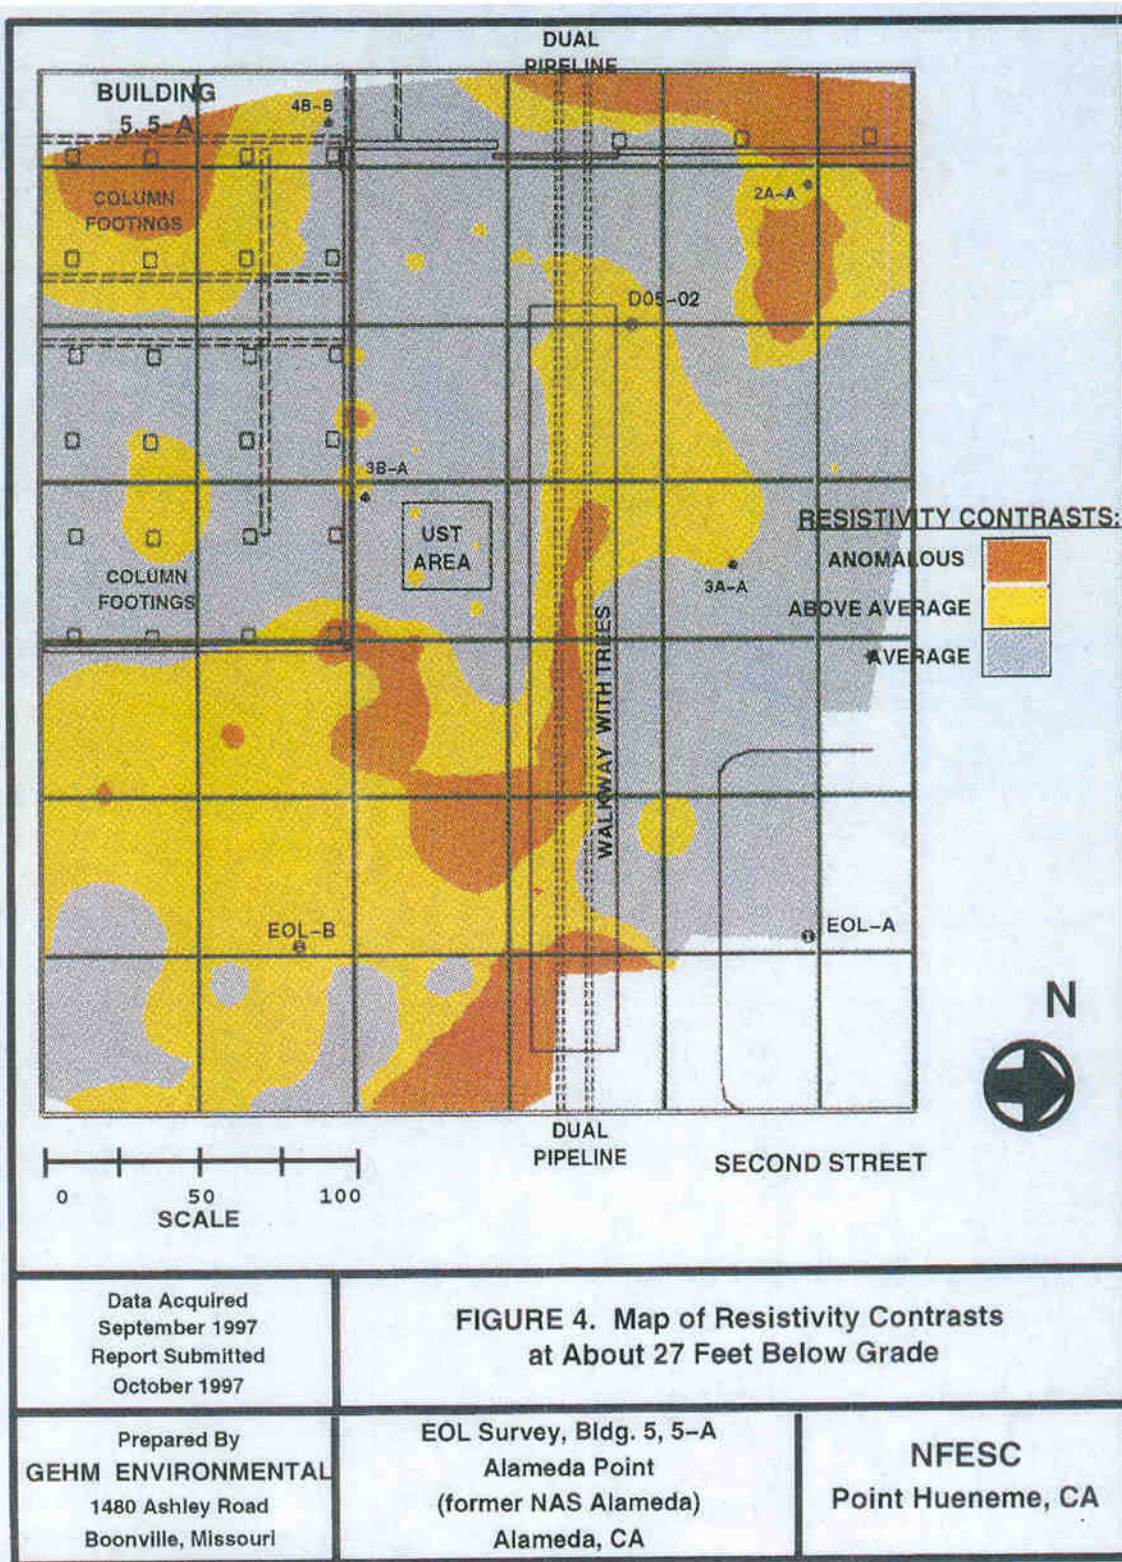 DUAL
PIPELINE
BUILDING
5, 5-A
4B-B
COLUMN
FOOTINGS
2A-A
D05-02
3B-A
UST
AREA
3A-A
COLUMN
FOOTINGS
WALKWAY WITH TREES
RESISTIVITY CONTRASTS:
ANOMALOUS
ABOVE AVERAGE
AVERAGE
EOL-B
EOL-A
N
DUAL
PIPELINE
SECOND STREET
0 50 100
SCALE
Data Acquired
September 1997
Report Submitted
October 1997
FIGURE 4. Map of Resistivity Contrasts
at About 27 Feet Below Grade
Prepared By
GEHM ENVIRONMENTAL
1480 Ashley Road
Boonville, Missouri
EOL Survey, Bldg. 5, 5-A
Alameda Point
(former NAS Alameda)
Alameda, CA
NFESC
Point Hueneme, CA